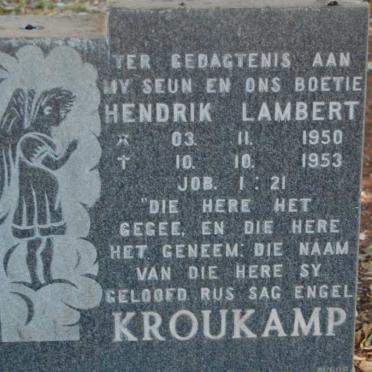 TER GEDAGTENIS AAN
MY SEUN EN ONS BOETIE
HENDRIK LAMBERT
* 03. 11. 1950
† 10. 10. 1953
JOB. 1 : 21
"DIE HERE HET
GEGEE, EN DIE HERE
HET GENEEM: DIE NAAM
VAN DIE HERE SY
GELOOFD. RUS SAG ENGEL
KROUKAMP